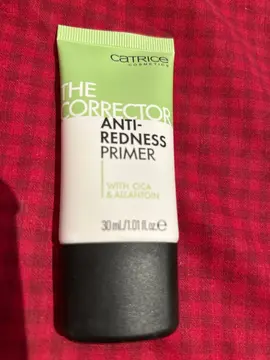 CATRICE
COSMETICS
THE
CORRECTOR
ANTI-
REDNESS
PRIMER
WITH CICA
& ALLANTOIN
30 mL/1.01 fl.oz.℮